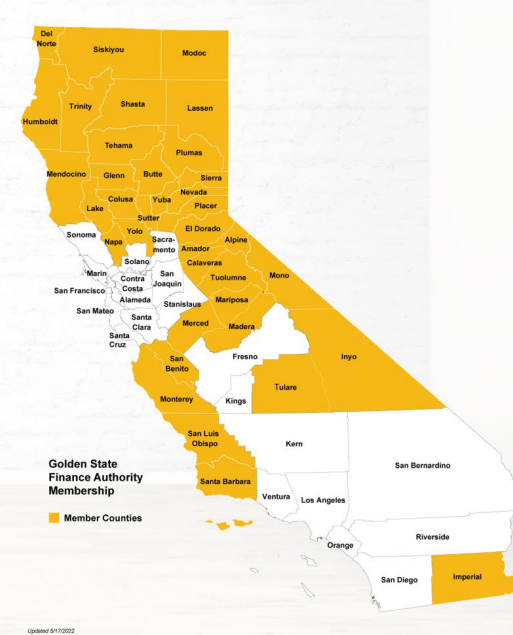 Del
Norte
Siskiyou
Modoc
Trinity
Shasta
Lassen
Humboldt
Tehama
Plumas
Mendocino
Glenn
Butte
Sierra
Nevada
Colusa
Yuba
Placer
Lake
Sutter
Sonoma
Napa
Yolo
Sacra-
mento
El Dorado
Alpine
Amador
Solano
Calaveras
Marin
Contra
Costa
San
Joaquin
Tuolumne
Mono
San Francisco
Alameda
Stanislaus
Mariposa
San Mateo
Santa
Clara
Merced
Madera
Santa
Cruz
San
Benito
Fresno
Inyo
Monterey
Kings
Tulare
San Luis
Obispo
Kern
San Bernardino
Santa Barbara
Ventura
Los Angeles
Orange
Riverside
San Diego
Imperial
Golden State
Finance Authority
Membership
Member Counties
Updated 5/17/2022